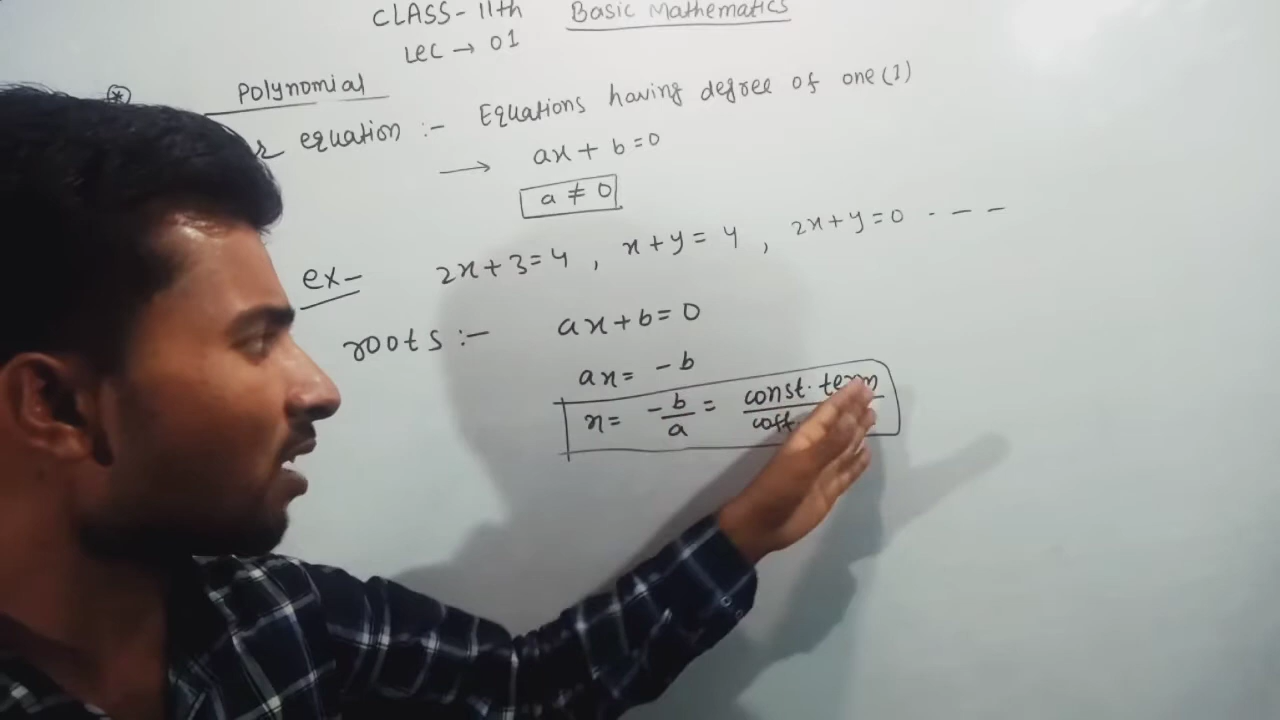 CLASS-11th Basic Mathematics
Lec → 01
* Polynomial
equation :- Equations having degree of one (1)
→ ax + b = 0
a ≠ 0
ex- 2x + 3 = 4 , x + y = 4 , 2x + y = 0 - - -
roots :- ax + b = 0
ax = - b
x = - b/a = const. term